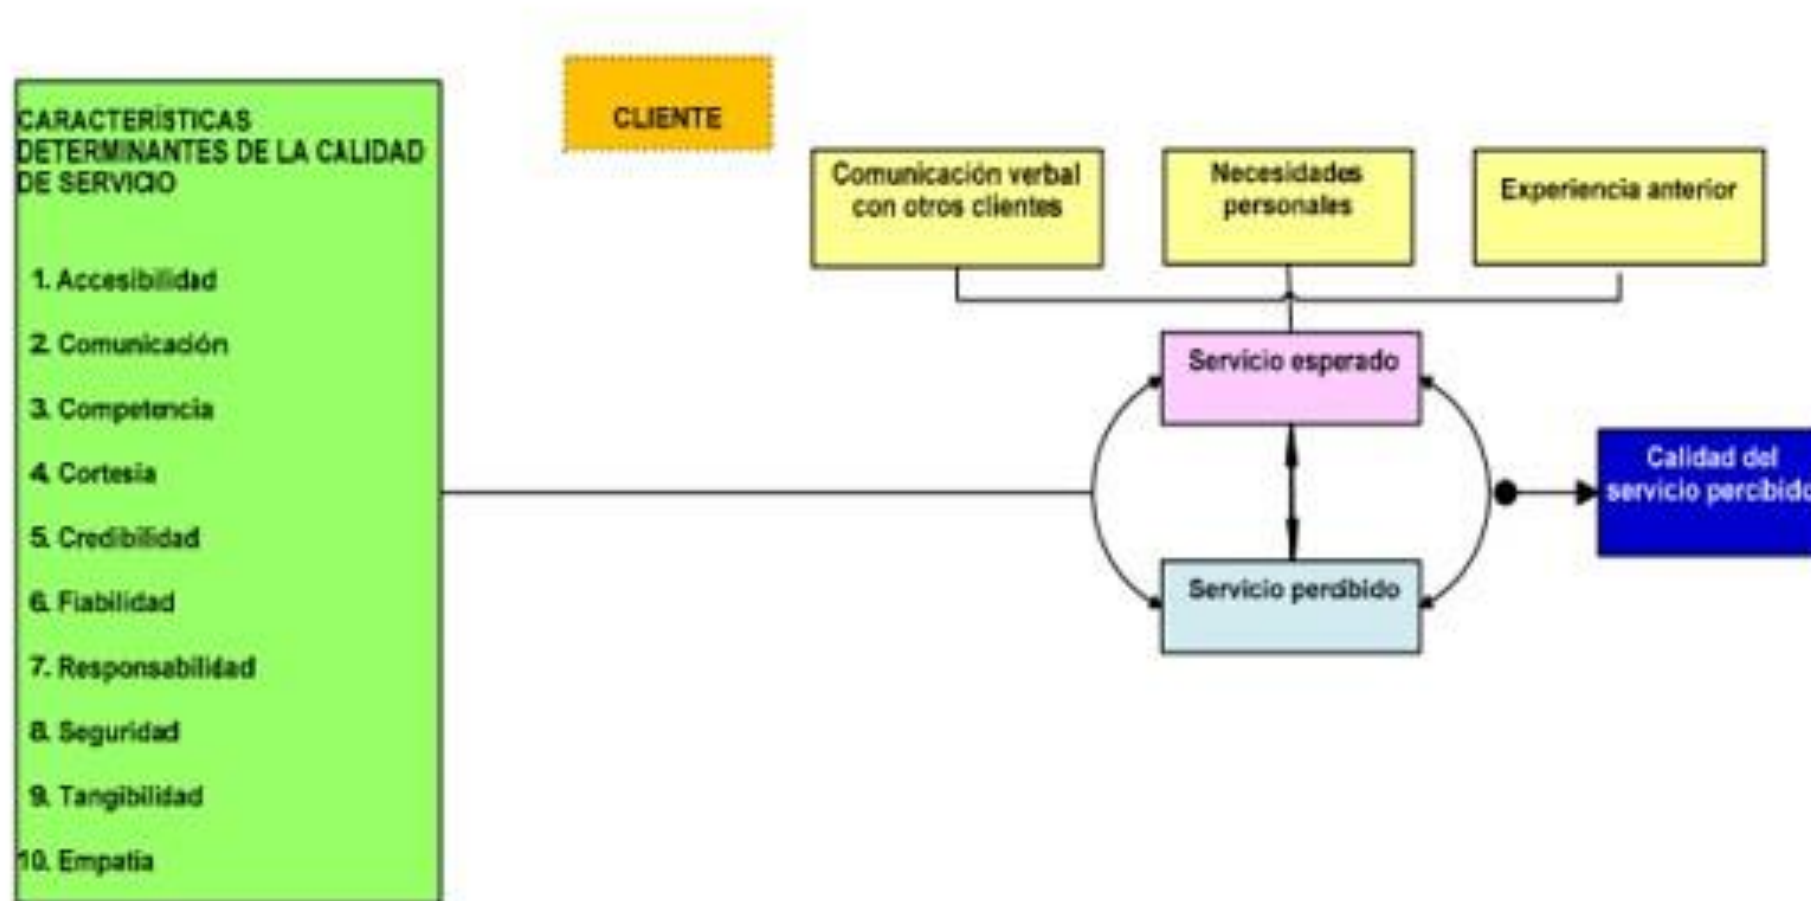 CARACTERÍSTICAS
DETERMINANTES DE LA CALIDAD
DE SERVICIO
1. Accesibilidad
2. Comunicación
3. Competencia
4. Cortesia
5. Credibilidad
6. Fiabilidad
7. Responsabilidad
8. Seguridad
9. Tangibilidad
10. Empatia
CLIENTE
Comunicación verbal
con otros clientes
Necesidades
personales
Experiencia anterior
Servicio esperado
Servicio percibido
Calidad del
servicio percibido